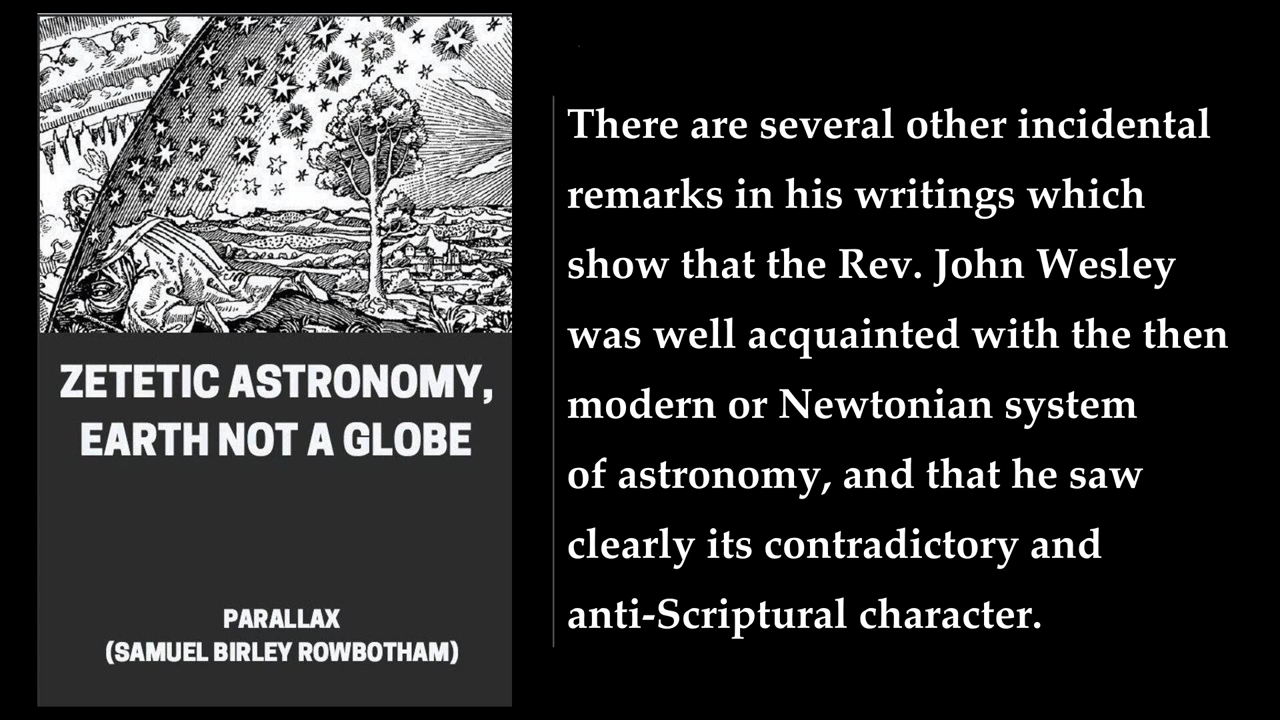 ZETETIC ASTRONOMY,
EARTH NOT A GLOBE
PARALLAX
(SAMUEL BIRLEY ROWBOTHAM)
There are several other incidental
remarks in his writings which
show that the Rev. John Wesley
was well acquainted with the then
modern or Newtonian system
of astronomy, and that he saw
clearly its contradictory and
anti-Scriptural character.